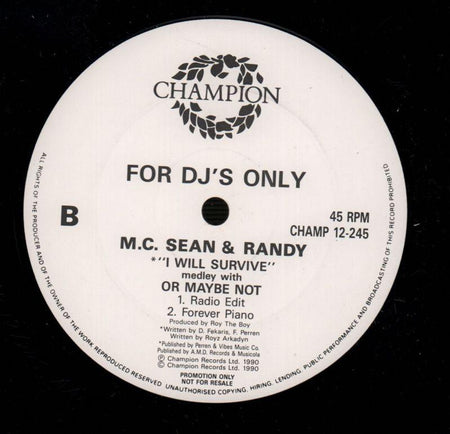 CHAMPION
FOR DJ'S ONLY
B
45 RPM
CHAMP 12-245
M.C. SEAN & RANDY
*"I WILL SURVIVE"
medley with
OR MAYBE NOT
1. Radio Edit
2. Forever Piano
Produced by Roy The Boy
*Written by D. Fekaris, F. Perren
Written by Royz Arkadyn
*Published by Perren & Vibes Music Co.
Published by A.M.D. Records & Musicola
℗ Champion Records Ltd. 1990
© Champion Records Ltd. 1990
PROMOTION ONLY
NOT FOR RESALE
ALL RIGHTS OF THE PRODUCER AND OF THE OWNER OF THE WORK REPRODUCED RESERVED. UNAUTHORISED COPYING, HIRING, LENDING, PUBLIC PERFORMANCE AND BROADCASTING OF THIS RECORD PROHIBITED